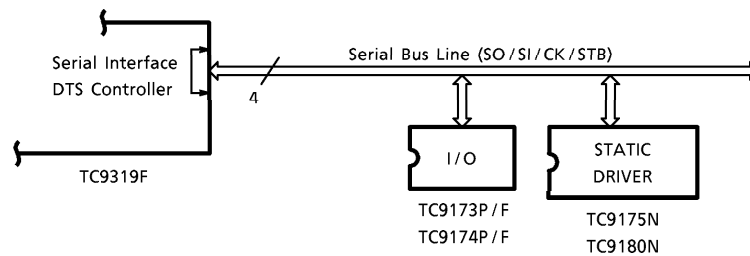 Serial Bus Line (SO/SI/CK/STB)
Serial Interface
DTS Controller
4
I/O
STATIC
DRIVER
TC9319F
TC9173P/F
TC9174P/F
TC9175N
TC9180N